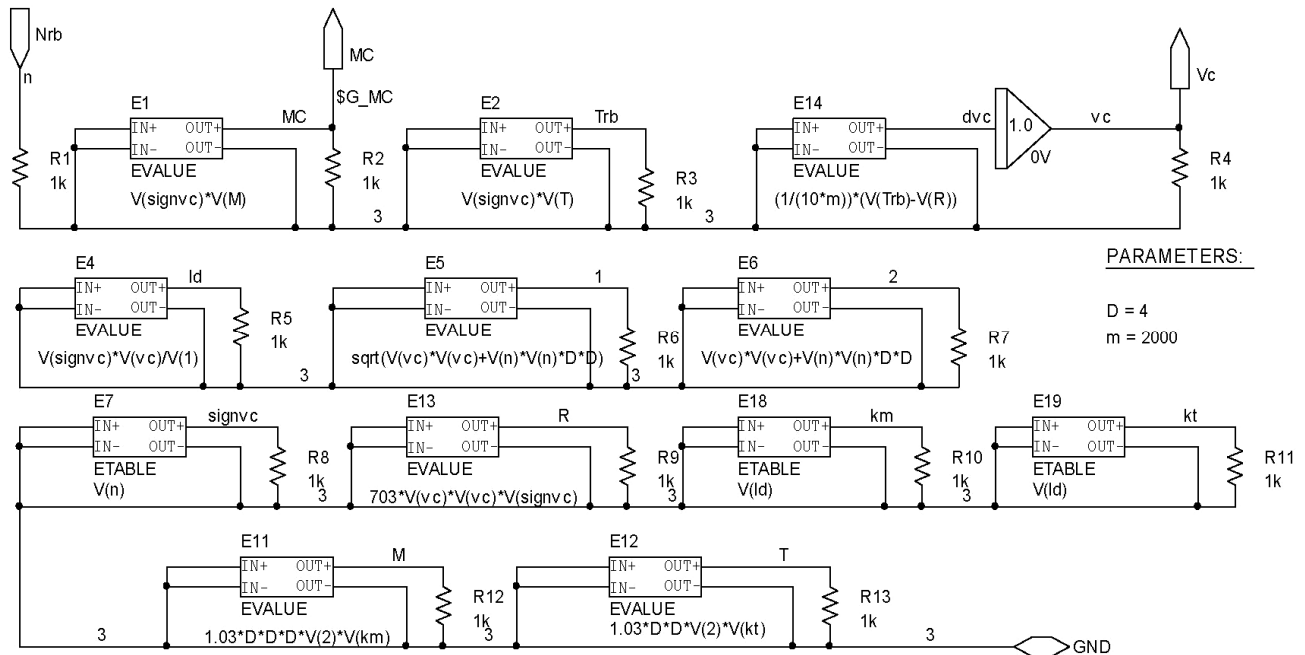 Nrb
n
MC
$G_MC
Vc
E1
IN+ OUT+
IN- OUT-
EVALUATE
V(signvc)*V(M)
MC
R1
1k
R2
1k
E2
IN+ OUT+
IN- OUT-
EVALUE
V(signvc)*V(T)
Trb
R3
1k
E14
IN+ OUT+
IN- OUT-
EVALUE
(1/(10*m))*(V(Trb)-V(R))
dvc
1.0
0V
vc
R4
1k
3
3
E4
IN+ OUT+
IN- OUT-
EVALUE
V(signvc)*V(vc)/V(1)
ld
R5
1k
3
E5
IN+ OUT+
IN- OUT-
EVALUE
sqrt(V(vc)*V(vc)+V(n)*V(n)*D*D)
1
R6
1k
3
E6
IN+ OUT+
IN- OUT-
EVALUE
V(vc)*V(vc)+V(n)*V(n)*D*D
2
R7
1k
PARAMETERS:
D = 4
m = 2000
E7
IN+ OUT+
IN- OUT-
ETABLE
V(n)
signvc
R8
1k
3
E13
IN+ OUT+
IN- OUT-
EVALUE
703*V(vc)*V(vc)*V(signvc)
R
R9
1k
3
E18
IN+ OUT+
IN- OUT-
ETABLE
V(ld)
km
R10
1k
3
E19
IN+ OUT+
IN- OUT-
ETABLE
V(ld)
kt
R11
1k
3
E11
IN+ OUT+
IN- OUT-
EVALUE
1.03*D*D*D*V(2)*V(km)
M
R12
1k
3
E12
IN+ OUT+
IN- OUT-
EVALUE
1.03*D*D*V(2)*V(kt)
T
R13
1k
3
GND